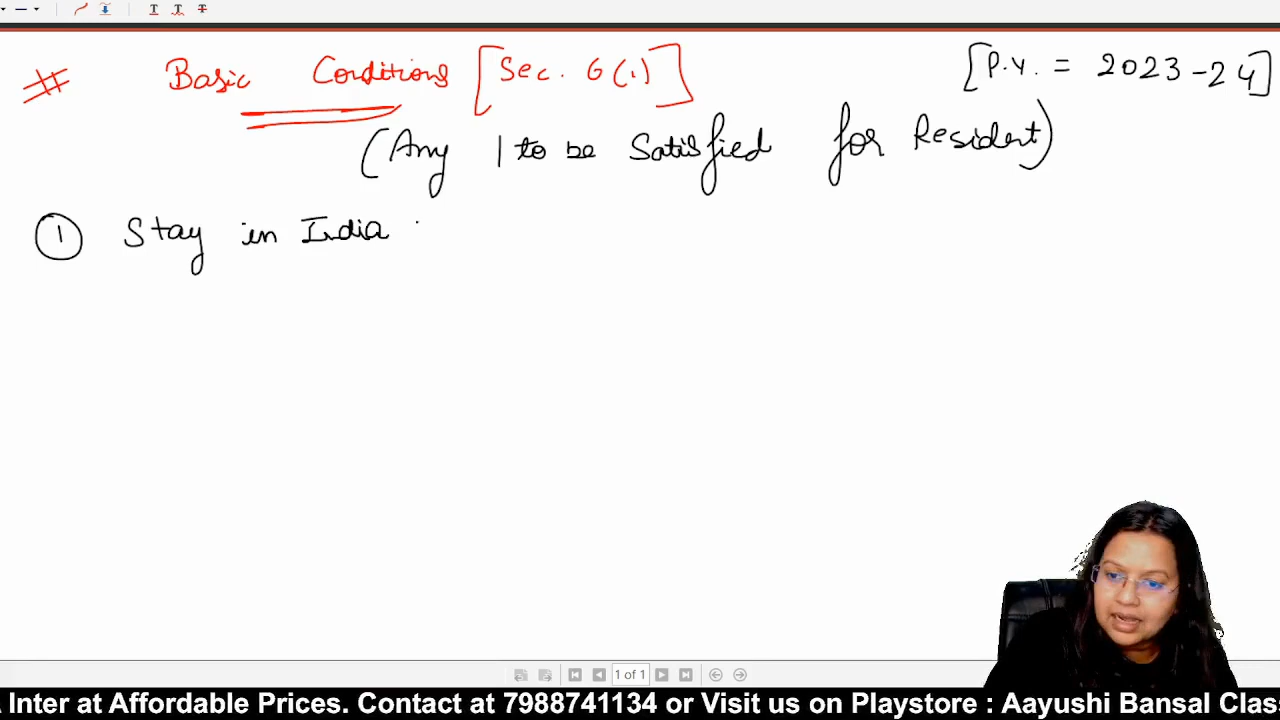 # Basic Conditions [Sec. 6(1)]
[P.Y. = 2023-24]
(Any 1 to be Satisfied for Resident)
① Stay in India
1 of 1
Inter at Affordable Prices. Contact at 7988741134 or Visit us on Playstore : Aayushi Bansal Clas